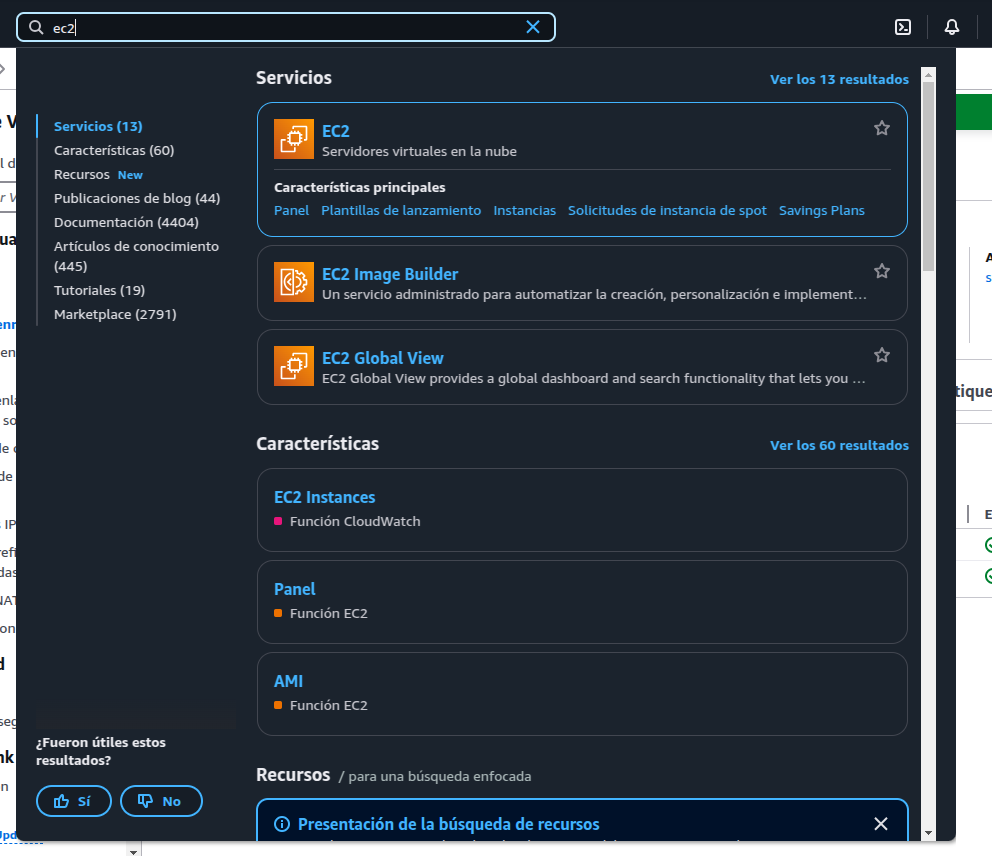 ec2
Servicios
Ver los 13 resultados
Servicios (13)
Características (60)
Recursos New
Publicaciones de blog (44)
Documentación (4404)
Artículos de conocimiento
(445)
Tutoriales (19)
Marketplace (2791)
EC2
Servidores virtuales en la nube
Características principales
Panel Plantillas de lanzamiento Instancias Solicitudes de instancia de spot Savings Plans
EC2 Image Builder
Un servicio administrado para automatizar la creación, personalización e implement...
EC2 Global View
EC2 Global View provides a global dashboard and search functionality that lets you ...
Características
Ver los 60 resultados
EC2 Instances
Función CloudWatch
Panel
Función EC2
AMI
Función EC2
Recursos / para una búsqueda enfocada
Presentación de la búsqueda de recursos
¿Fueron útiles estos
resultados?
Sí No